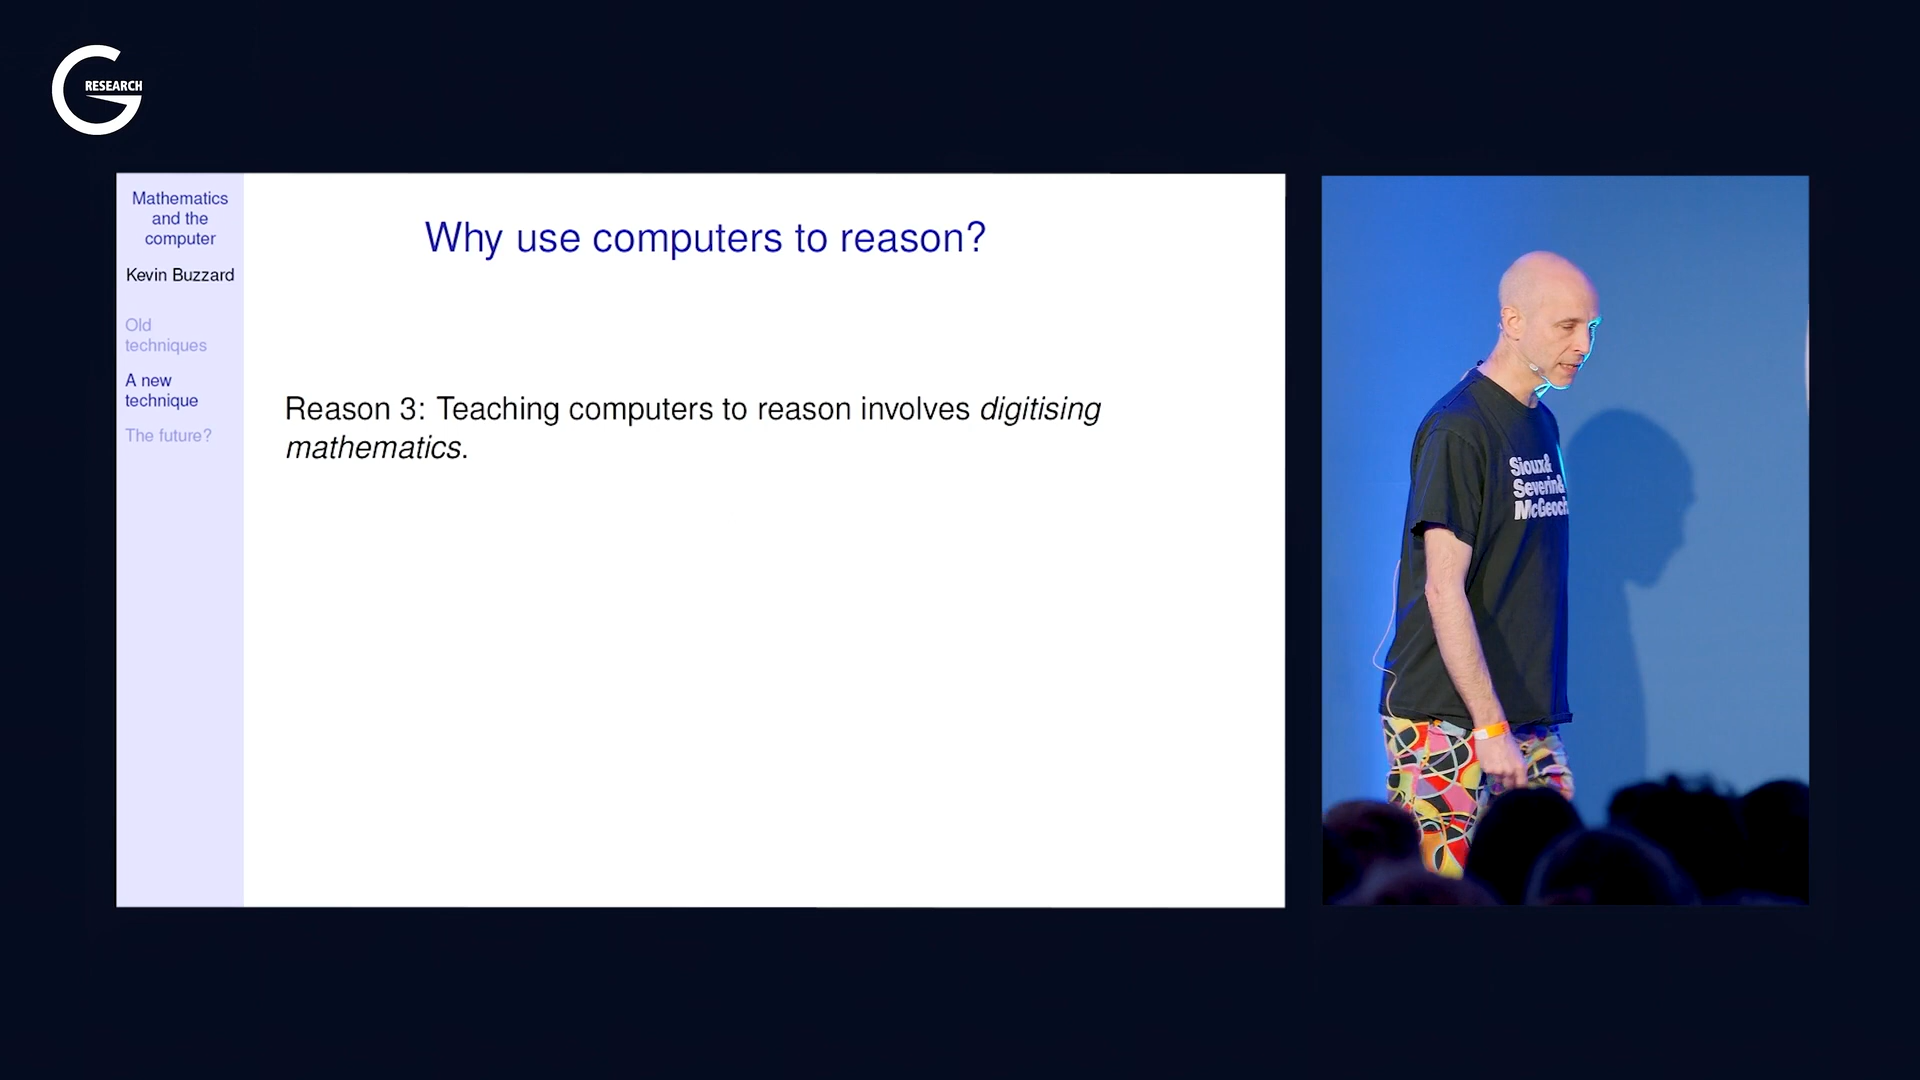 RESEARCH
Mathematics
and the
computer
Kevin Buzzard
Old
techniques
A new
technique
The future?
Why use computers to reason?
Reason 3: Teaching computers to reason involves digitising
mathematics.
Sioux&
Severin&
McGeoch